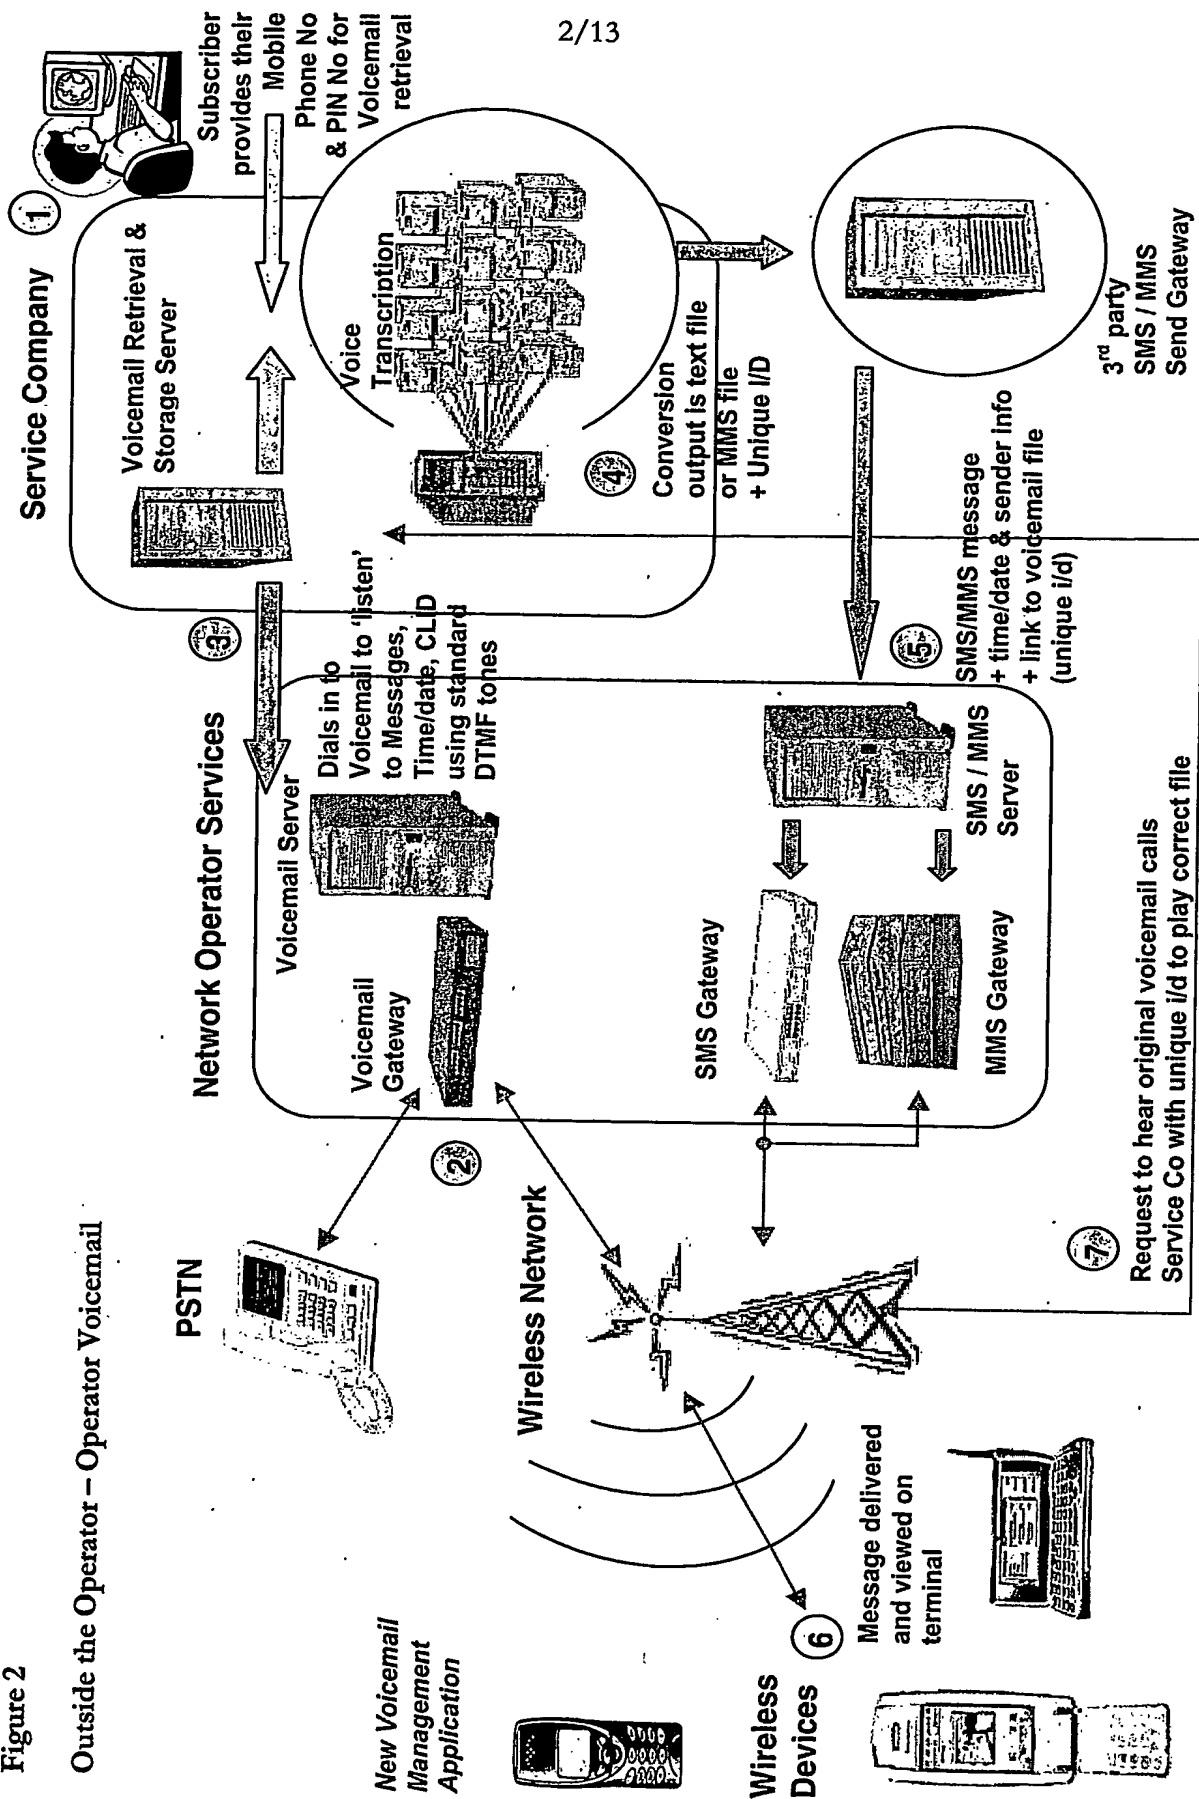 2/13
Figure 2
Outside the Operator – Operator Voicemail
Service Company
1
Subscriber
provides their
Mobile
Phone No
& PIN No for
Voicemail
retrieval
Voicemail Retrieval &
Storage Server
Voice
Transcription
4
Conversion
output is text file
or MMS file
+ Unique I/D
3rd party
SMS / MMS
Send Gateway
3
Dials in to
Voicemail to 'listen'
to Messages,
Time/date, CLID
using standard
DTMF tones
5
SMS/MMS message
+ time/date & sender info
+ link to voicemail file
(unique i/d)
Network Operator Services
Voicemail Server
Voicemail
Gateway
SMS / MMS
Server
SMS Gateway
MMS Gateway
2
PSTN
Wireless Network
7
Request to hear original voicemail calls
Service Co with unique i/d to play correct file
New Voicemail
Management
Application
6
Message delivered
and viewed on
terminal
Wireless
Devices